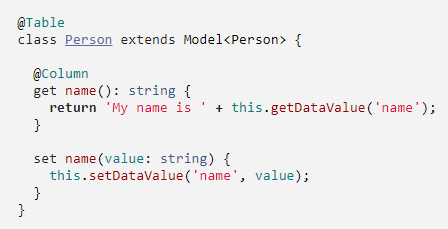 @Table
class Person extends Model<Person> {
@Column
get name(): string {
return 'My name is ' + this.getDataValue('name');
}
set name(value: string) {
this.setDataValue('name', value);
}
}